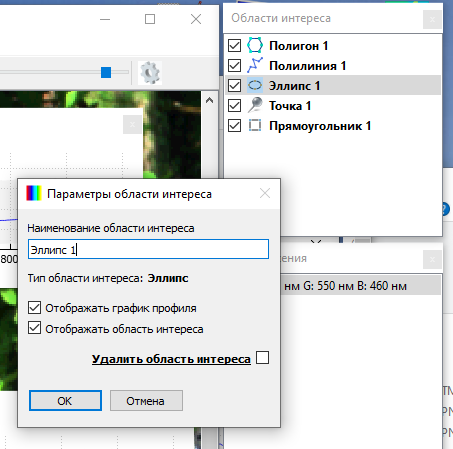 Области интереса
Полигон 1
Полилиния 1
Эллипс 1
Точка 1
Прямоугольник 1
Параметры области интереса
Наименование области интереса
Эллипс 1
Тип области интереса: Эллипс
Отображать график профиля
Отображать область интереса
Удалить область интереса
OK
Отмена
800
ения
нм G: 550 нм B: 460 нм